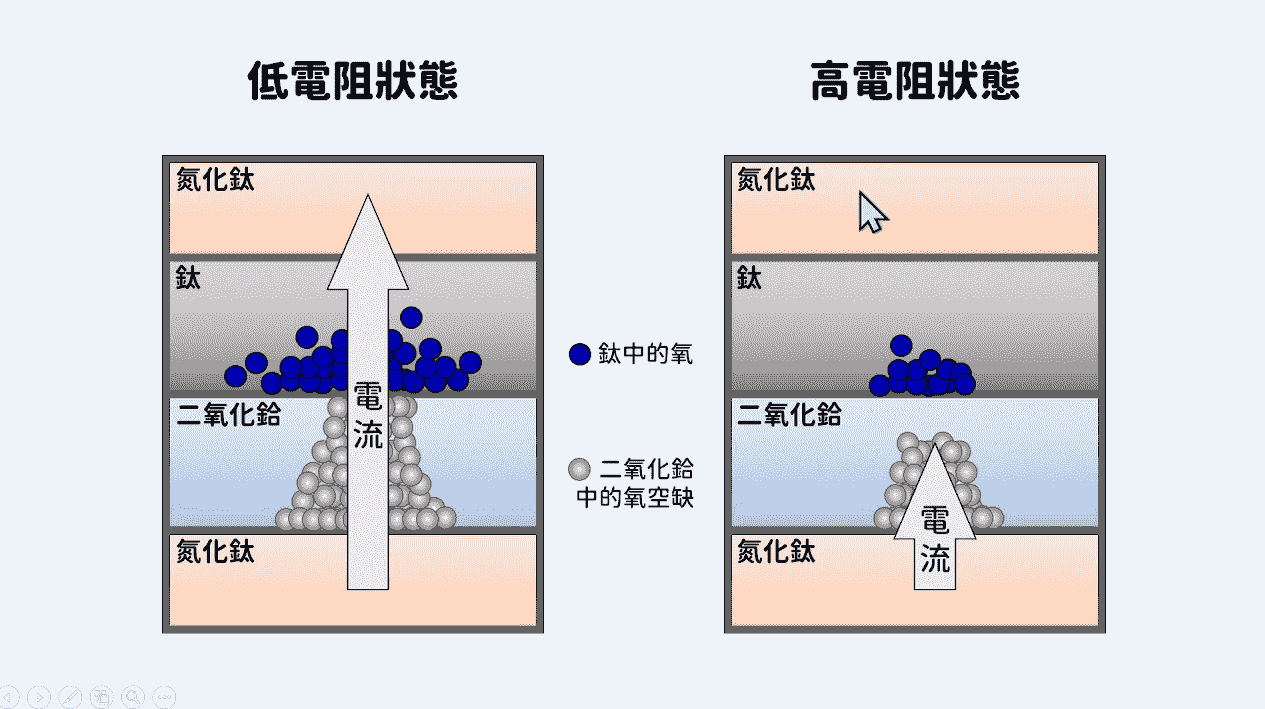 低電阻狀態
高電阻狀態
氮化鈦
鈦
二氧化鉿
氮化鈦
電
流
鈦中的氧
二氧化鉿
中的氧空缺
氮化鈦
鈦
二氧化鉿
氮化鈦
電
流